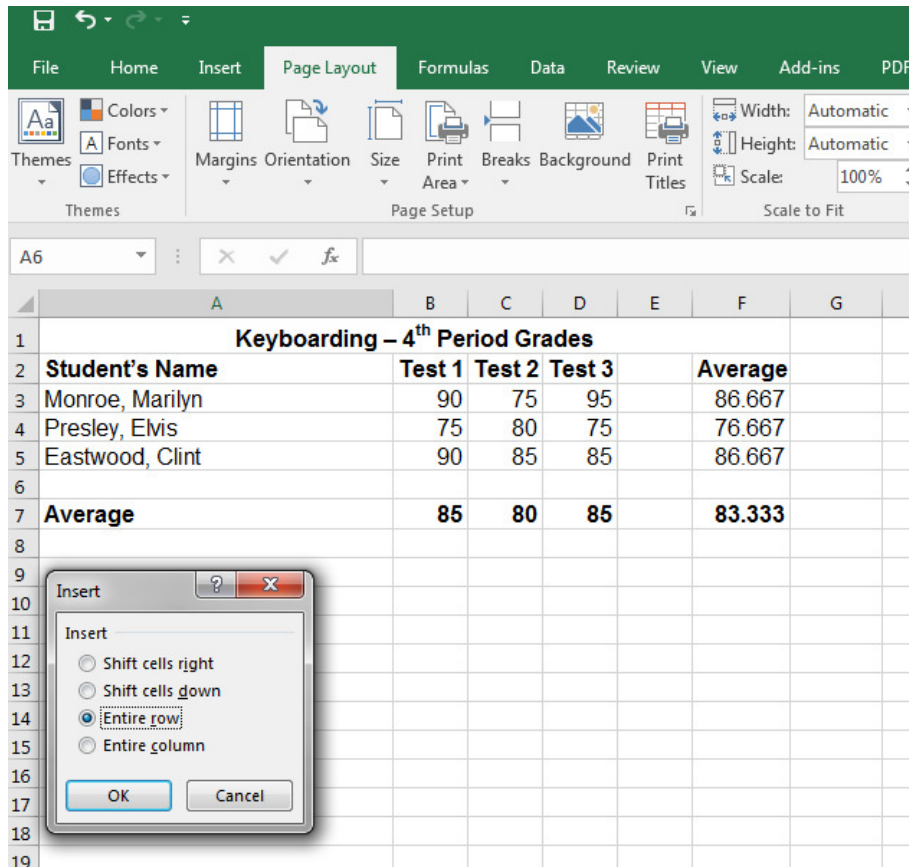 File Home Insert Page Layout Formulas Data Review View Add-ins PDF
Aa Colors Width: Automatic
A Fonts Height: Automatic
Themes Margins Orientation Size Print Breaks Background Print
Effects Area Titles Scale: 100%
Themes Page Setup Scale to Fit
A6 fx
A B C D E F G
1 Keyboarding – 4th Period Grades
2 Student’s Name Test 1 Test 2 Test 3 Average
3 Monroe, Marilyn 90 75 95 86.667
4 Presley, Elvis 75 80 75 76.667
5 Eastwood, Clint 90 85 85 86.667
6
7 Average 85 80 85 83.333
8
9
Insert ?
10
11 Insert
12 Shift cells right
13 Shift cells down
14 Entire row
15 Entire column
16
17 OK Cancel
18
19